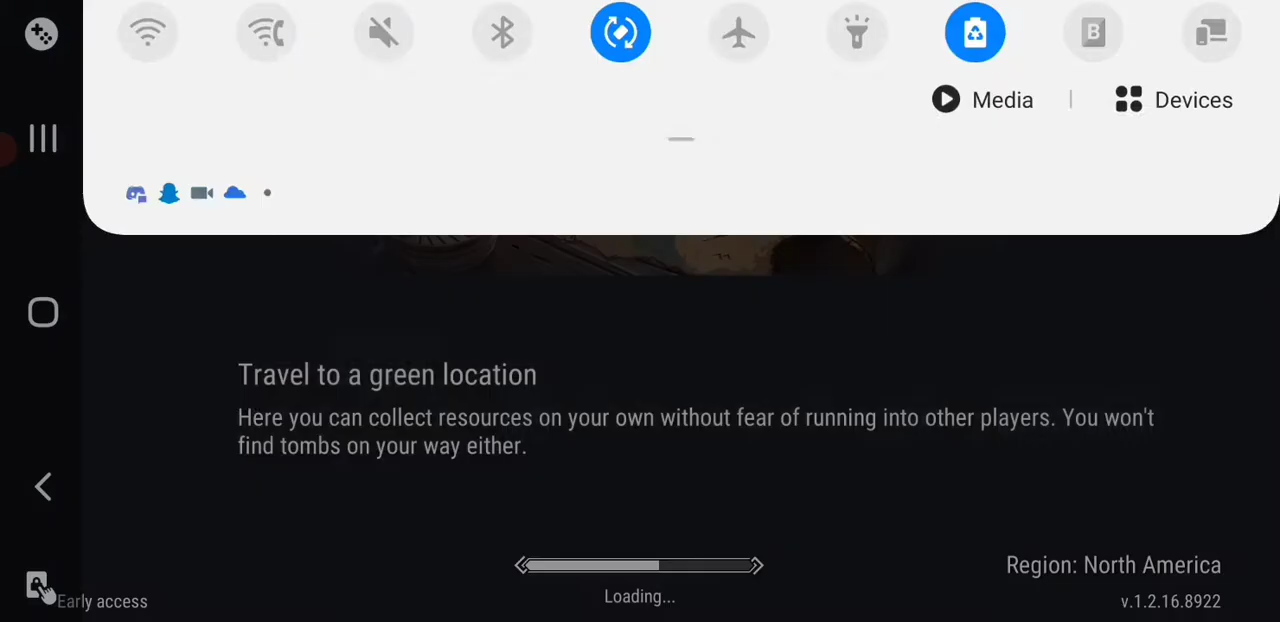 B
Media | Devices
Travel to a green location
Here you can collect resources on your own without fear of running into other players. You won't
find tombs on your way either.
Region: North America
Loading...
Early access
v.1.2.16.8922